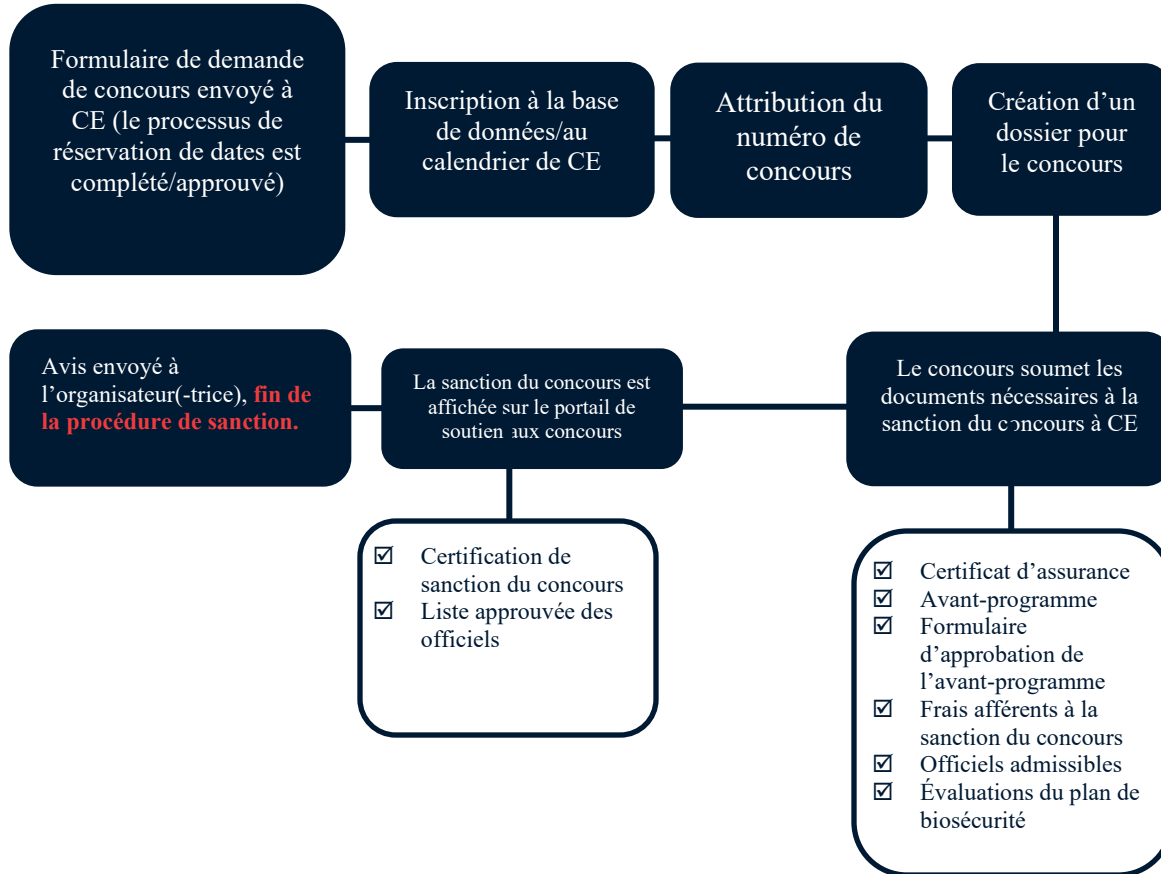 Formulaire de demande
de concours envoyé à
CE (le processus de
réservation de dates est
complété/approuvé)
Inscription à la base
de données/au
calendrier de CE
Attribution du
numéro de
concours
Création d’un
dossier pour
le concours
Avis envoyé à
l’organisateur(-trice), fin de
la procédure de sanction.
La sanction du concours est
affichée sur le portail de
soutien aux concours
Le concours soumet les
documents nécessaires à la
sanction du concours à CE
☑ Certification de
sanction du concours
☑ Liste approuvée des
officiels
☑ Certificat d’assurance
☑ Avant-programme
☑ Formulaire
d’approbation de
l’avant-programme
☑ Frais afférents à la
sanction du concours
☑ Officiels admissibles
☑ Évaluations du plan de
biosécurité